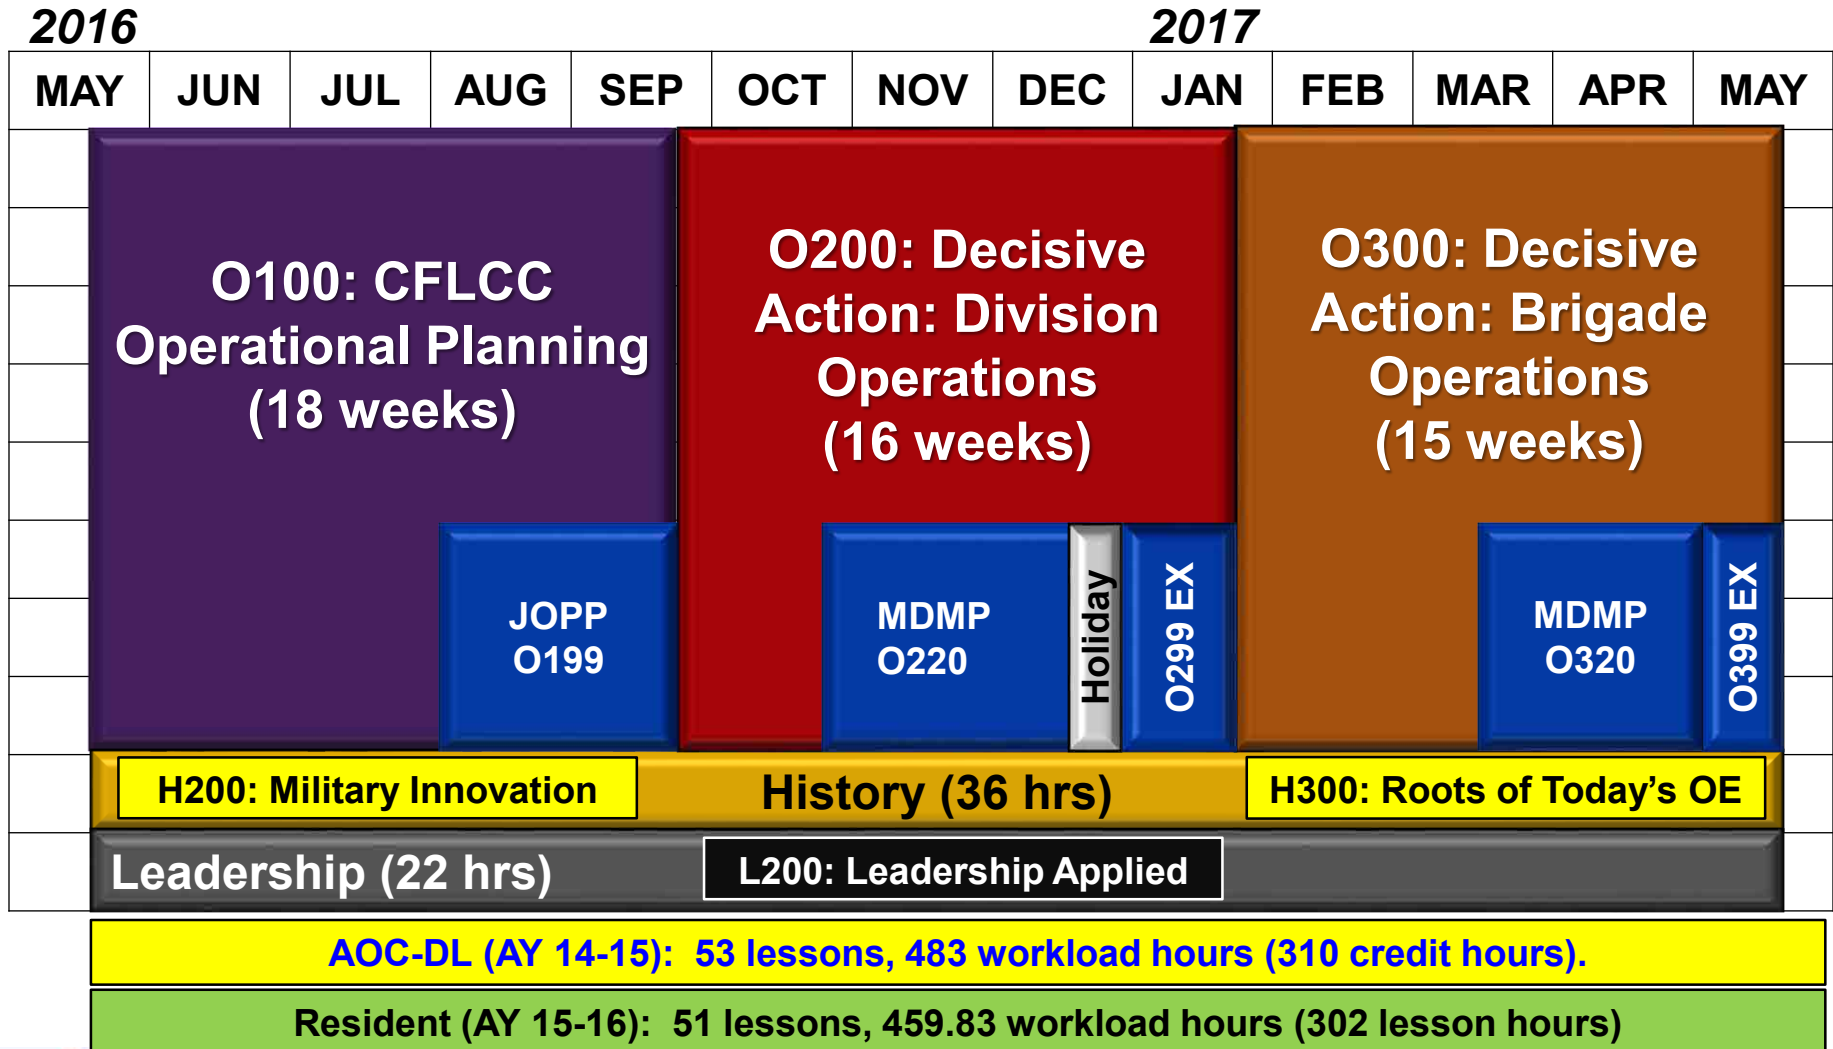 2016
2017
MAY JUN JUL AUG SEP OCT NOV DEC JAN FEB MAR APR MAY
O100: CFLCC
Operational Planning
(18 weeks)
O200: Decisive
Action: Division
Operations
(16 weeks)
O300: Decisive
Action: Brigade
Operations
(15 weeks)
JOPP
O199
MDMP
O220
Holiday
O299 EX
MDMP
O320
O399 EX
H200: Military Innovation
History (36 hrs)
H300: Roots of Today's OE
Leadership (22 hrs)
L200: Leadership Applied
AOC-DL (AY 14-15): 53 lessons, 483 workload hours (310 credit hours).
Resident (AY 15-16): 51 lessons, 459.83 workload hours (302 lesson hours)